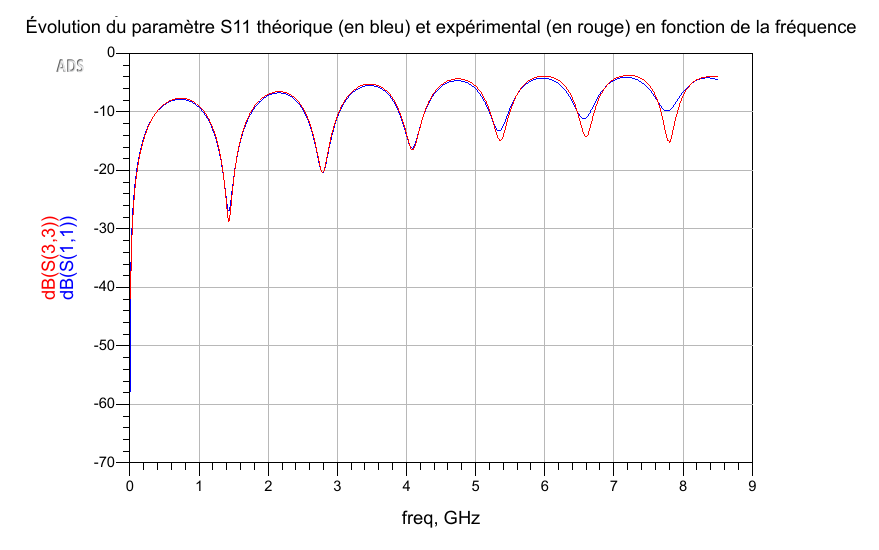 Évolution du paramètre S11 théorique (en bleu) et expérimental (en rouge) en fonction de la fréquence
ADS
0
-10
-20
-30
-40
-50
-60
-70
dB(S(3,3))
dB(S(1,1))
0 1 2 3 4 5 6 7 8 9
freq, GHz